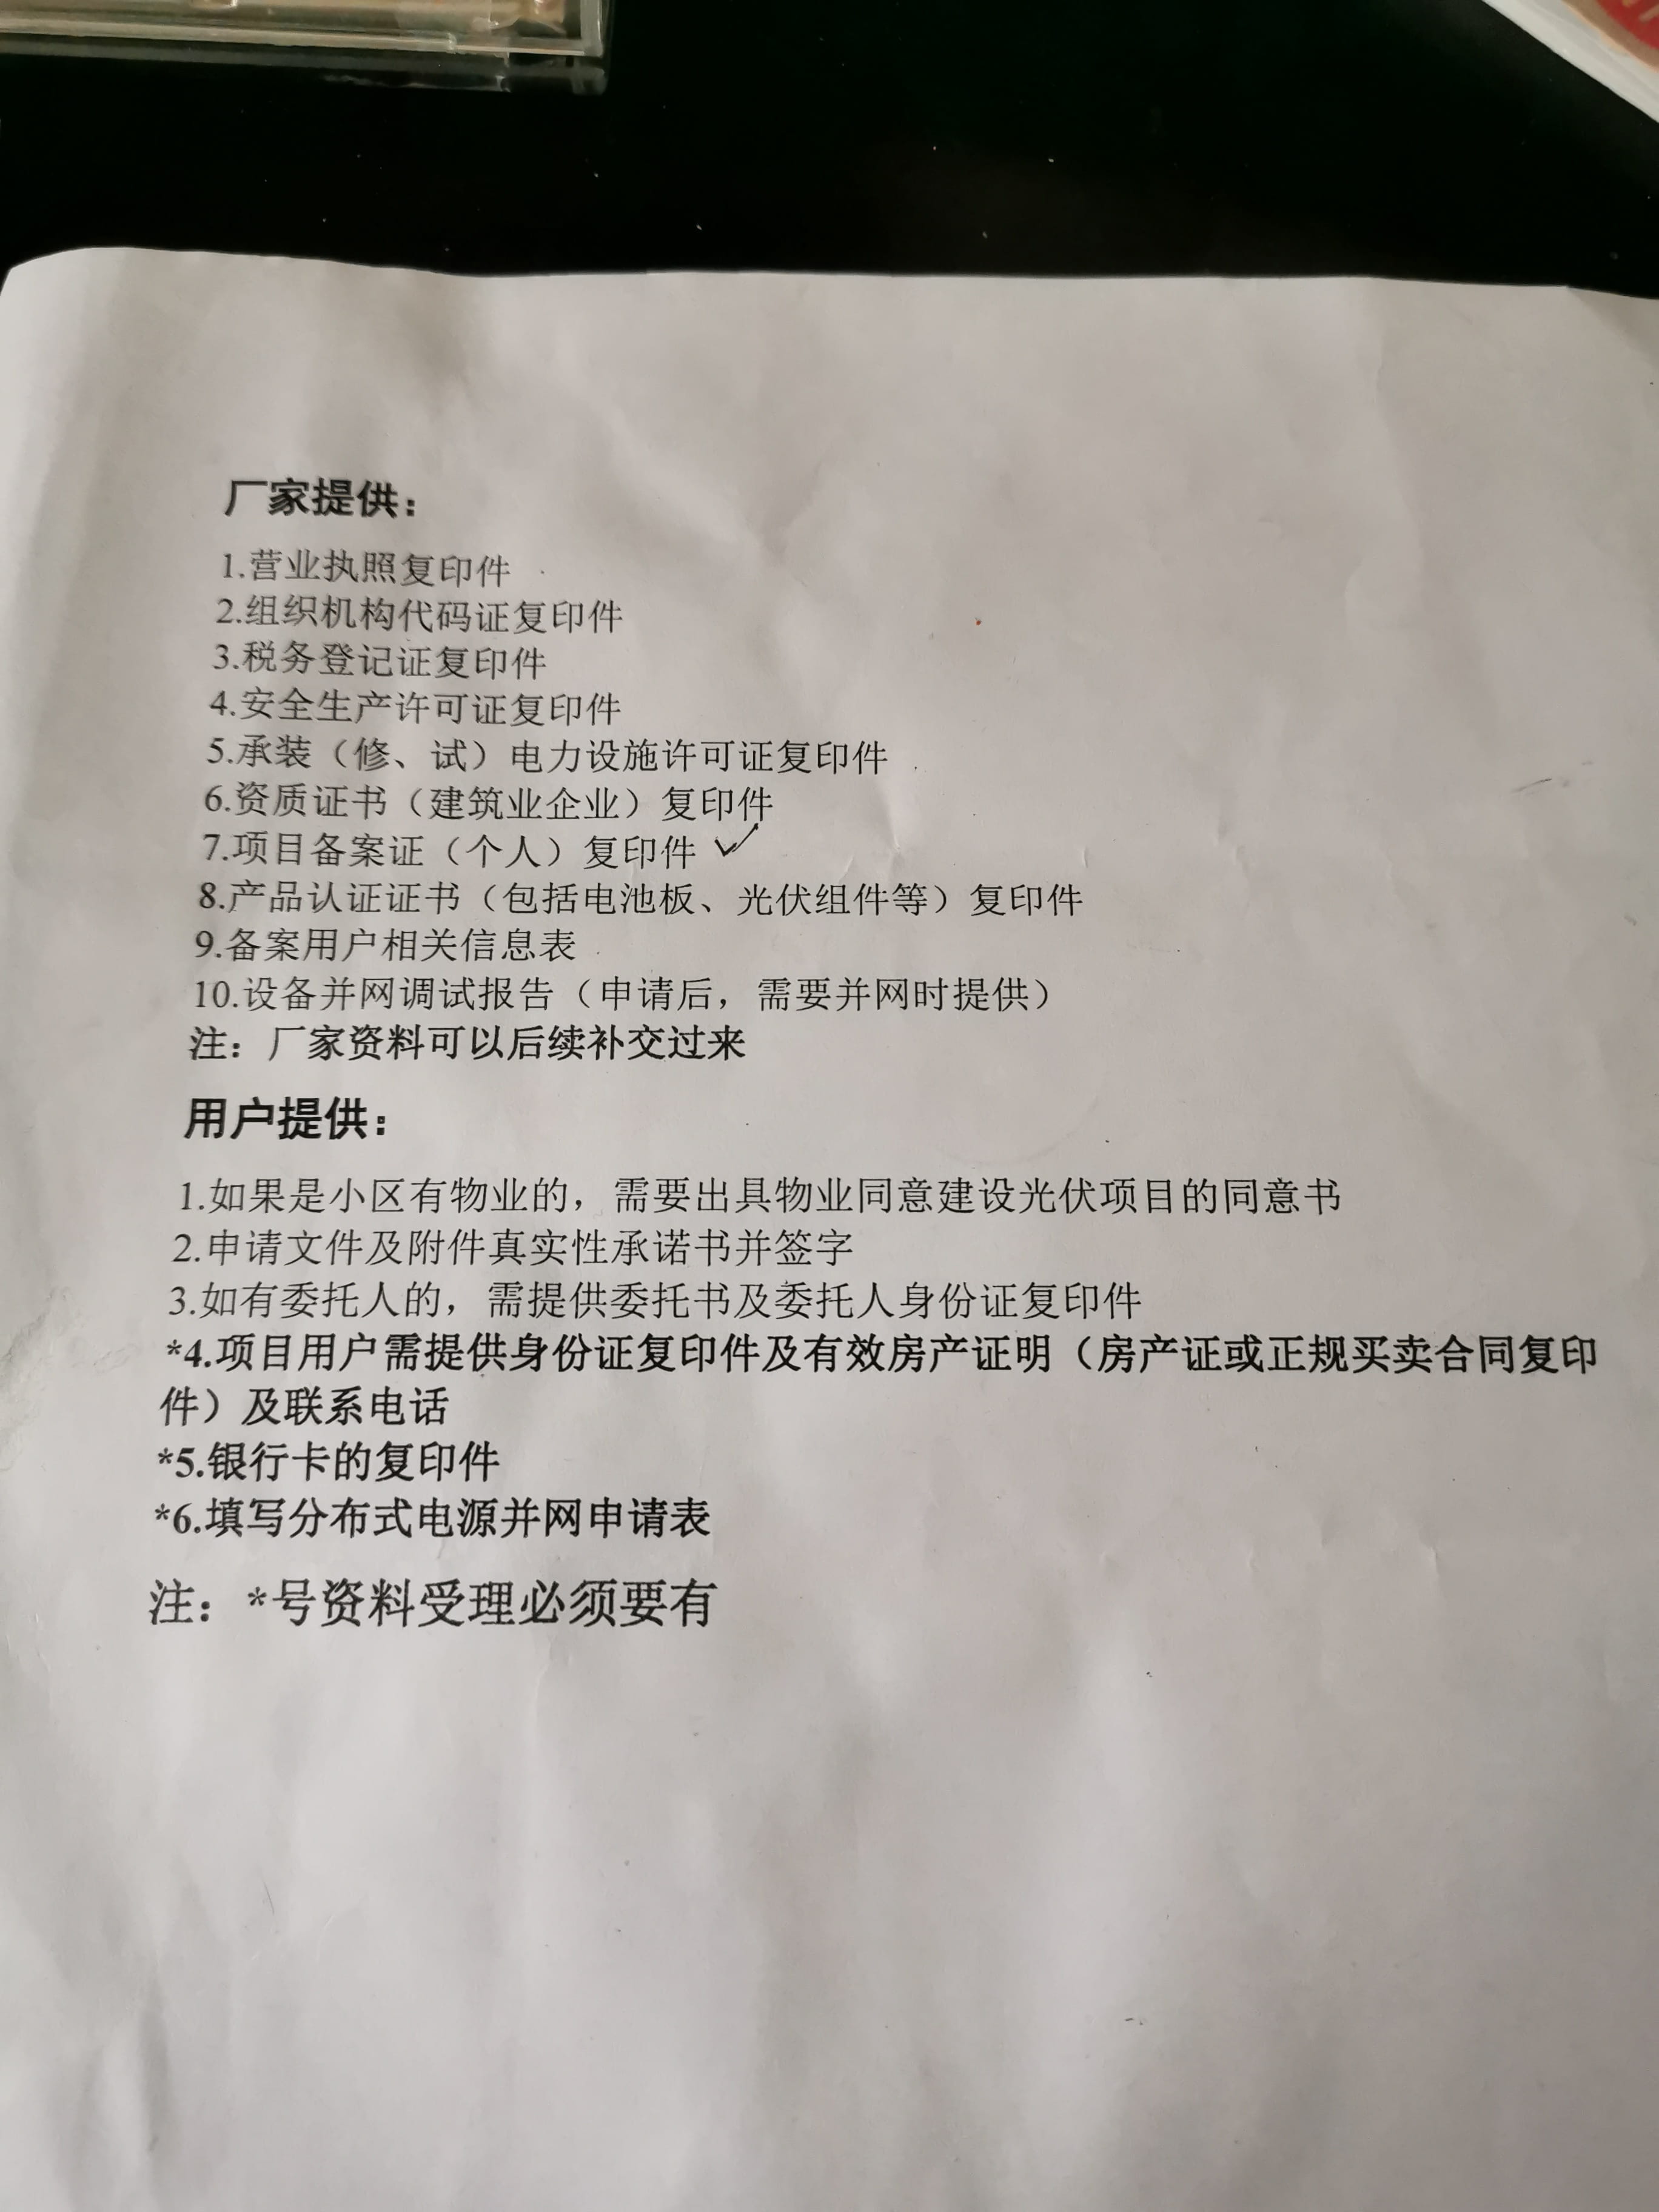 厂家提供：
1.营业执照复印件
2.组织机构代码证复印件
3.税务登记证复印件
4.安全生产许可证复印件
5.承装（修、试）电力设施许可证复印件
6.资质证书（建筑业企业）复印件
7.项目备案证（个人）复印件 ✓
8.产品认证证书（包括电池板、光伏组件等）复印件
9.备案用户相关信息表
10.设备并网调试报告（申请后，需要并网时提供）
注：厂家资料可以后续补交过来
用户提供：
1.如果是小区有物业的，需要出具物业同意建设光伏项目的同意书
2.申请文件及附件真实性承诺书并签字
3.如有委托人的，需提供委托书及委托人身份证复印件
*4.项目用户需提供身份证复印件及有效房产证明（房产证或正规买卖合同复印
件）及联系电话
*5.银行卡的复印件
*6.填写分布式电源并网申请表
注：*号资料受理必须要有